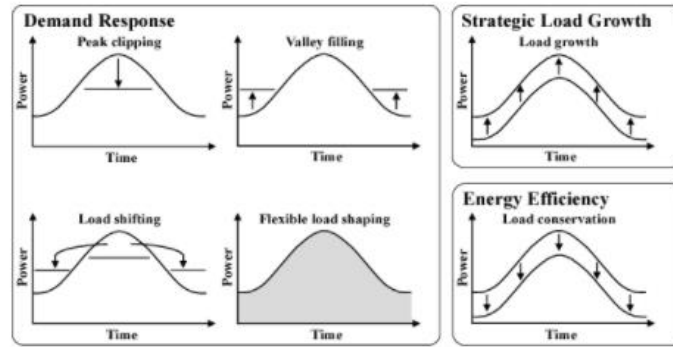 Demand Response
Peak clipping
Power
Time
Valley filling
Power
Time
Load shifting
Power
Time
Flexible load shaping
Power
Time
Strategic Load Growth
Load growth
Power
Time
Energy Efficiency
Load conservation
Power
Time